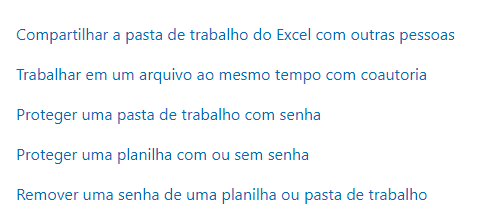 Compartilhar a pasta de trabalho do Excel com outras pessoas
Trabalhar em um arquivo ao mesmo tempo com coautoria
Proteger uma pasta de trabalho com senha
Proteger uma planilha com ou sem senha
Remover uma senha de uma planilha ou pasta de trabalho